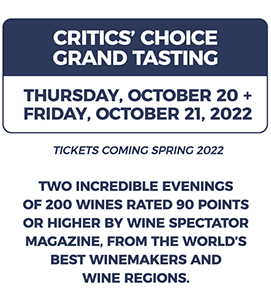 CRITICS' CHOICE
GRAND TASTING
THURSDAY, OCTOBER 20 +
FRIDAY, OCTOBER 21, 2022
TICKETS COMING SPRING 2022
TWO INCREDIBLE EVENINGS
OF 200 WINES RATED 90 POINTS
OR HIGHER BY WINE SPECTATOR
MAGAZINE, FROM THE WORLD'S
BEST WINEMAKERS AND
WINE REGIONS.